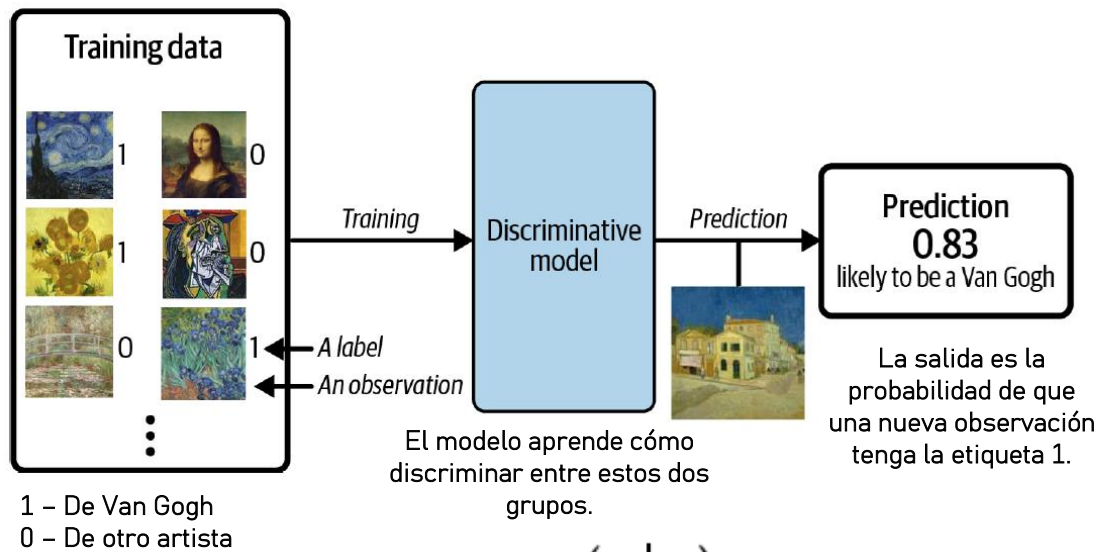 Training data
1
0
1
0
0
1
A label
An observation
1 – De Van Gogh
0 – De otro artista
Training
Discriminative
model
El modelo aprende cómo
discriminar entre estos dos
grupos.
Prediction
Prediction
0.83
likely to be a Van Gogh
La salida es la
probabilidad de que
una nueva observación
tenga la etiqueta 1.